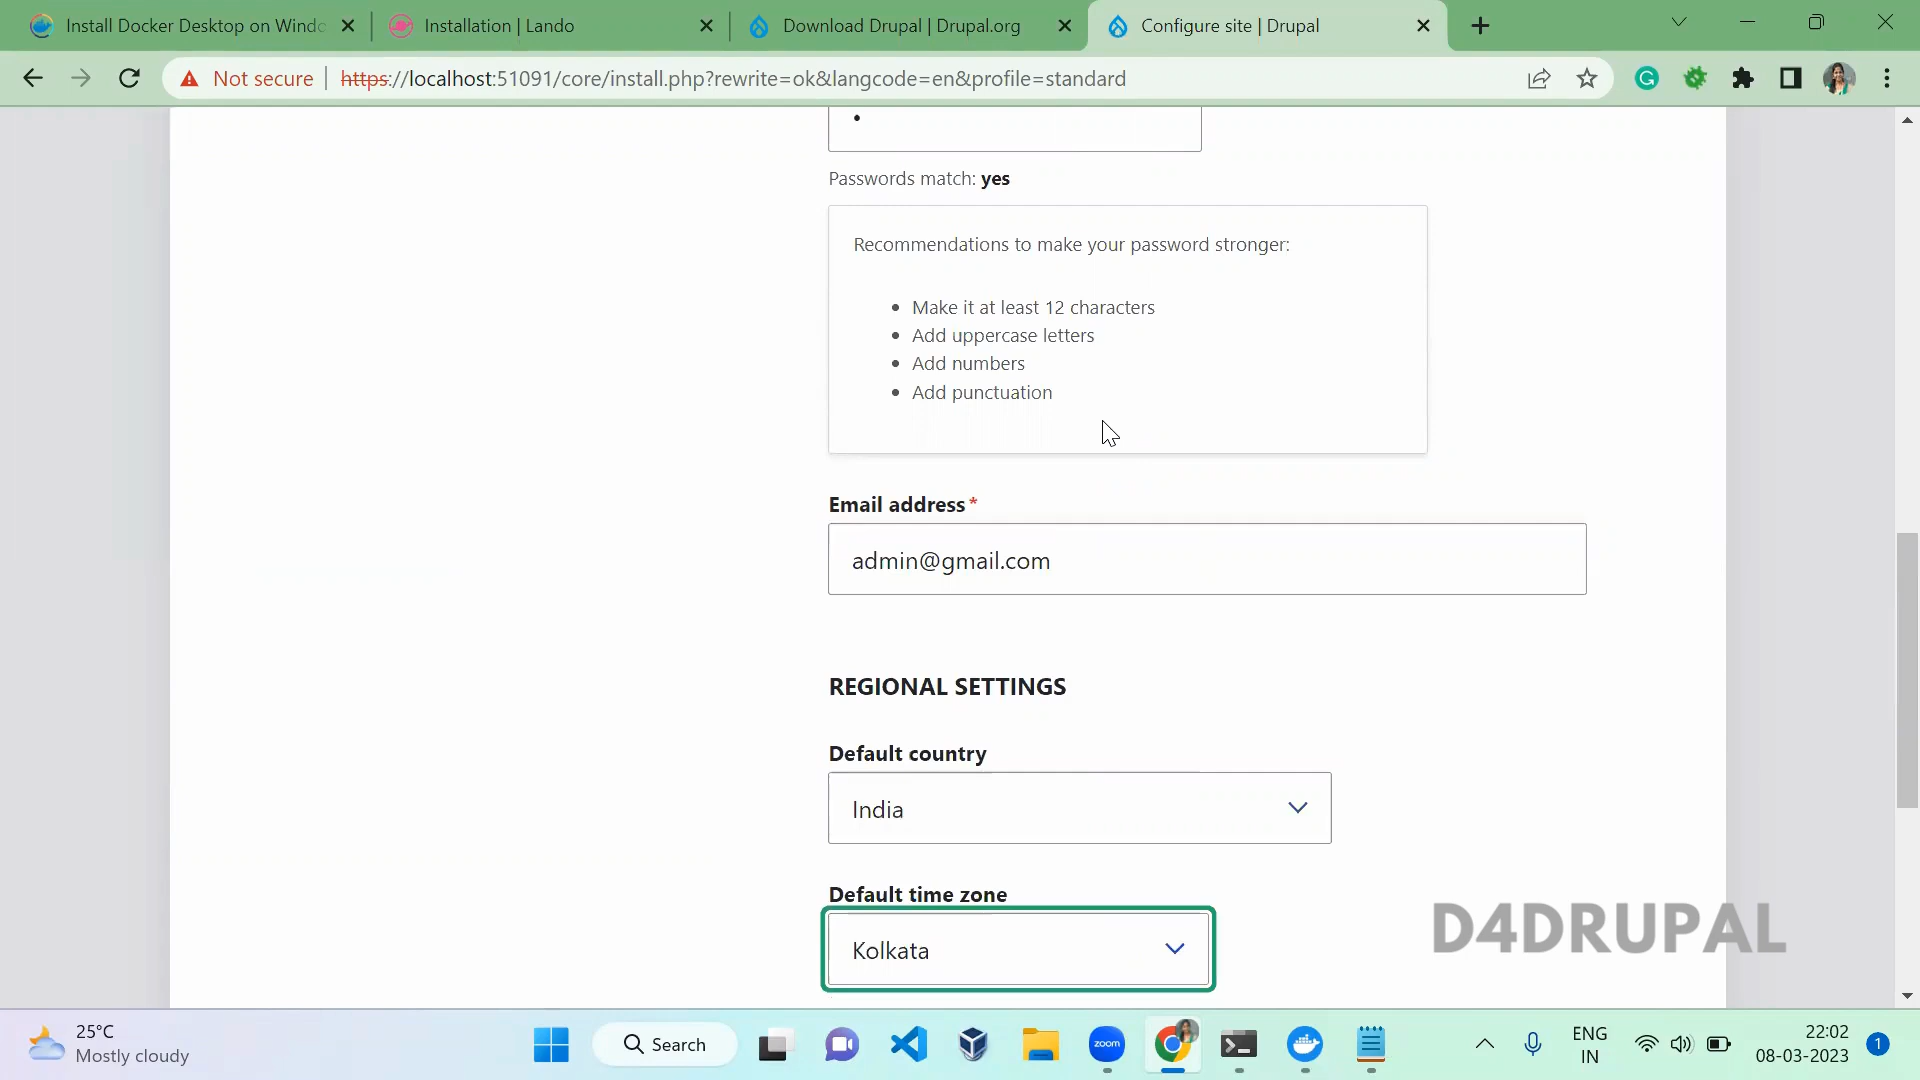 Install Docker Desktop on Windo
Installation | Lando
Download Drupal | Drupal.org
Configure site | Drupal
Not secure
https://localhost:51091/core/install.php?rewrite=ok&langcode=en&profile=standard
Passwords match: yes
Recommendations to make your password stronger:
• Make it at least 12 characters
• Add uppercase letters
• Add numbers
• Add punctuation
Email address*
admin@gmail.com
REGIONAL SETTINGS
Default country
India
Default time zone
Kolkata
D4DRUPAL
25°C
Mostly cloudy
Search
zoom
ENG
IN
22:02
08-03-2023
1